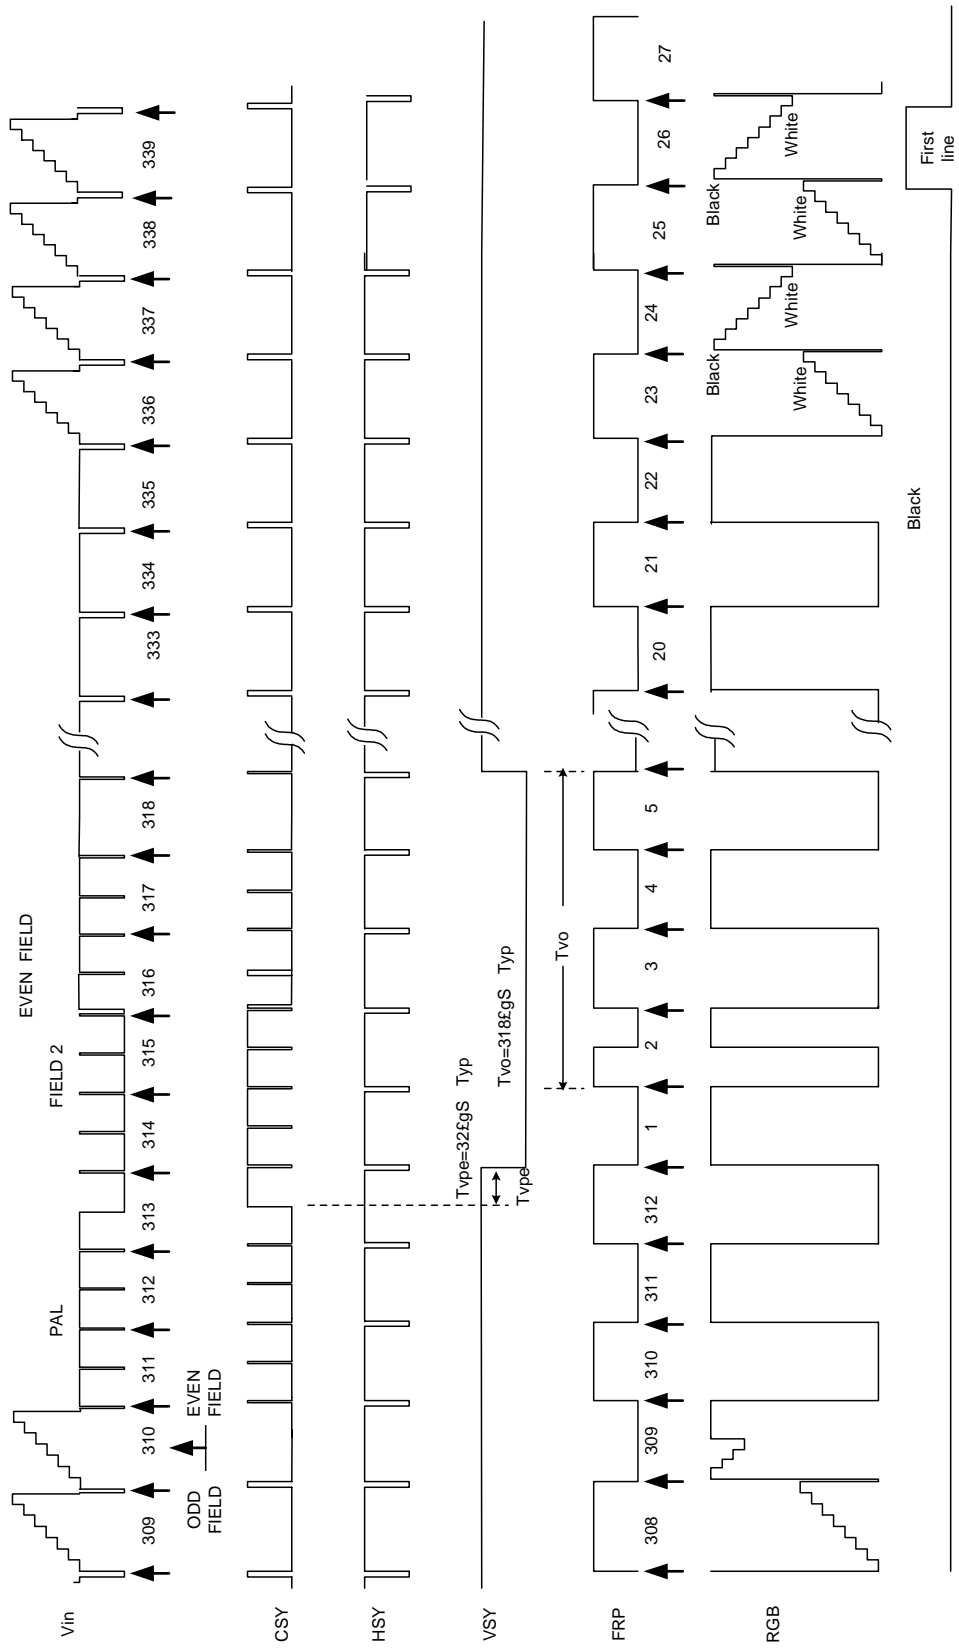 EVEN FIELD
PAL
FIELD 2
Vin
309
310
311
312
313
314
315
316
317
318
333
334
335
336
337
338
339
ODD
FIELD
EVEN
FIELD
CSY
HSY
Tvpe=32£gS Typ
VSY
Tvo=318£gS Typ
Tvpe
Tvo
FRP
308
309
310
311
312
1
2
3
4
5
20
21
22
23
24
25
26
27
Black
Black
White
White
RGB
White
White
Black
First
line